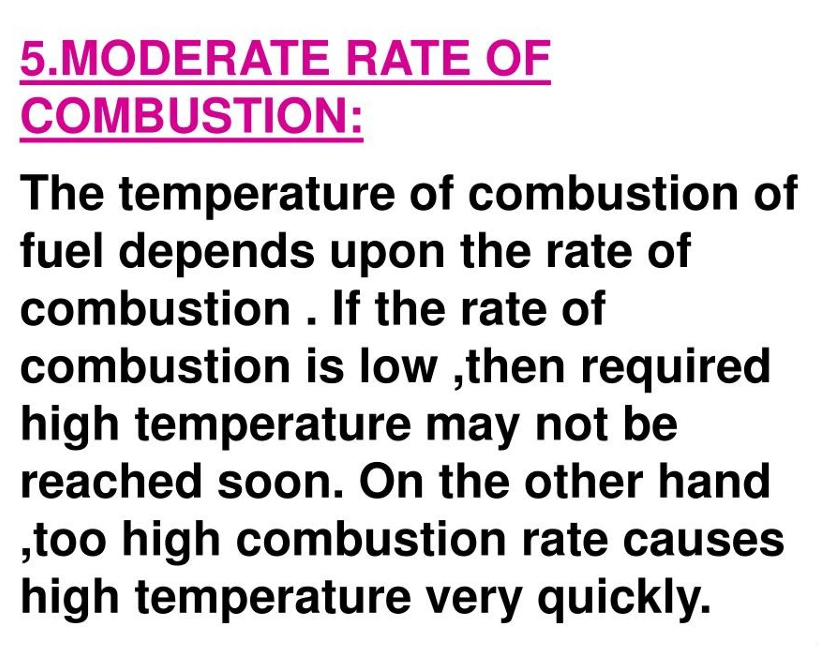 5.MODERATE RATE OF
COMBUSTION:
The temperature of combustion of
fuel depends upon the rate of
combustion . If the rate of
combustion is low ,then required
high temperature may not be
reached soon. On the other hand
,too high combustion rate causes
high temperature very quickly.